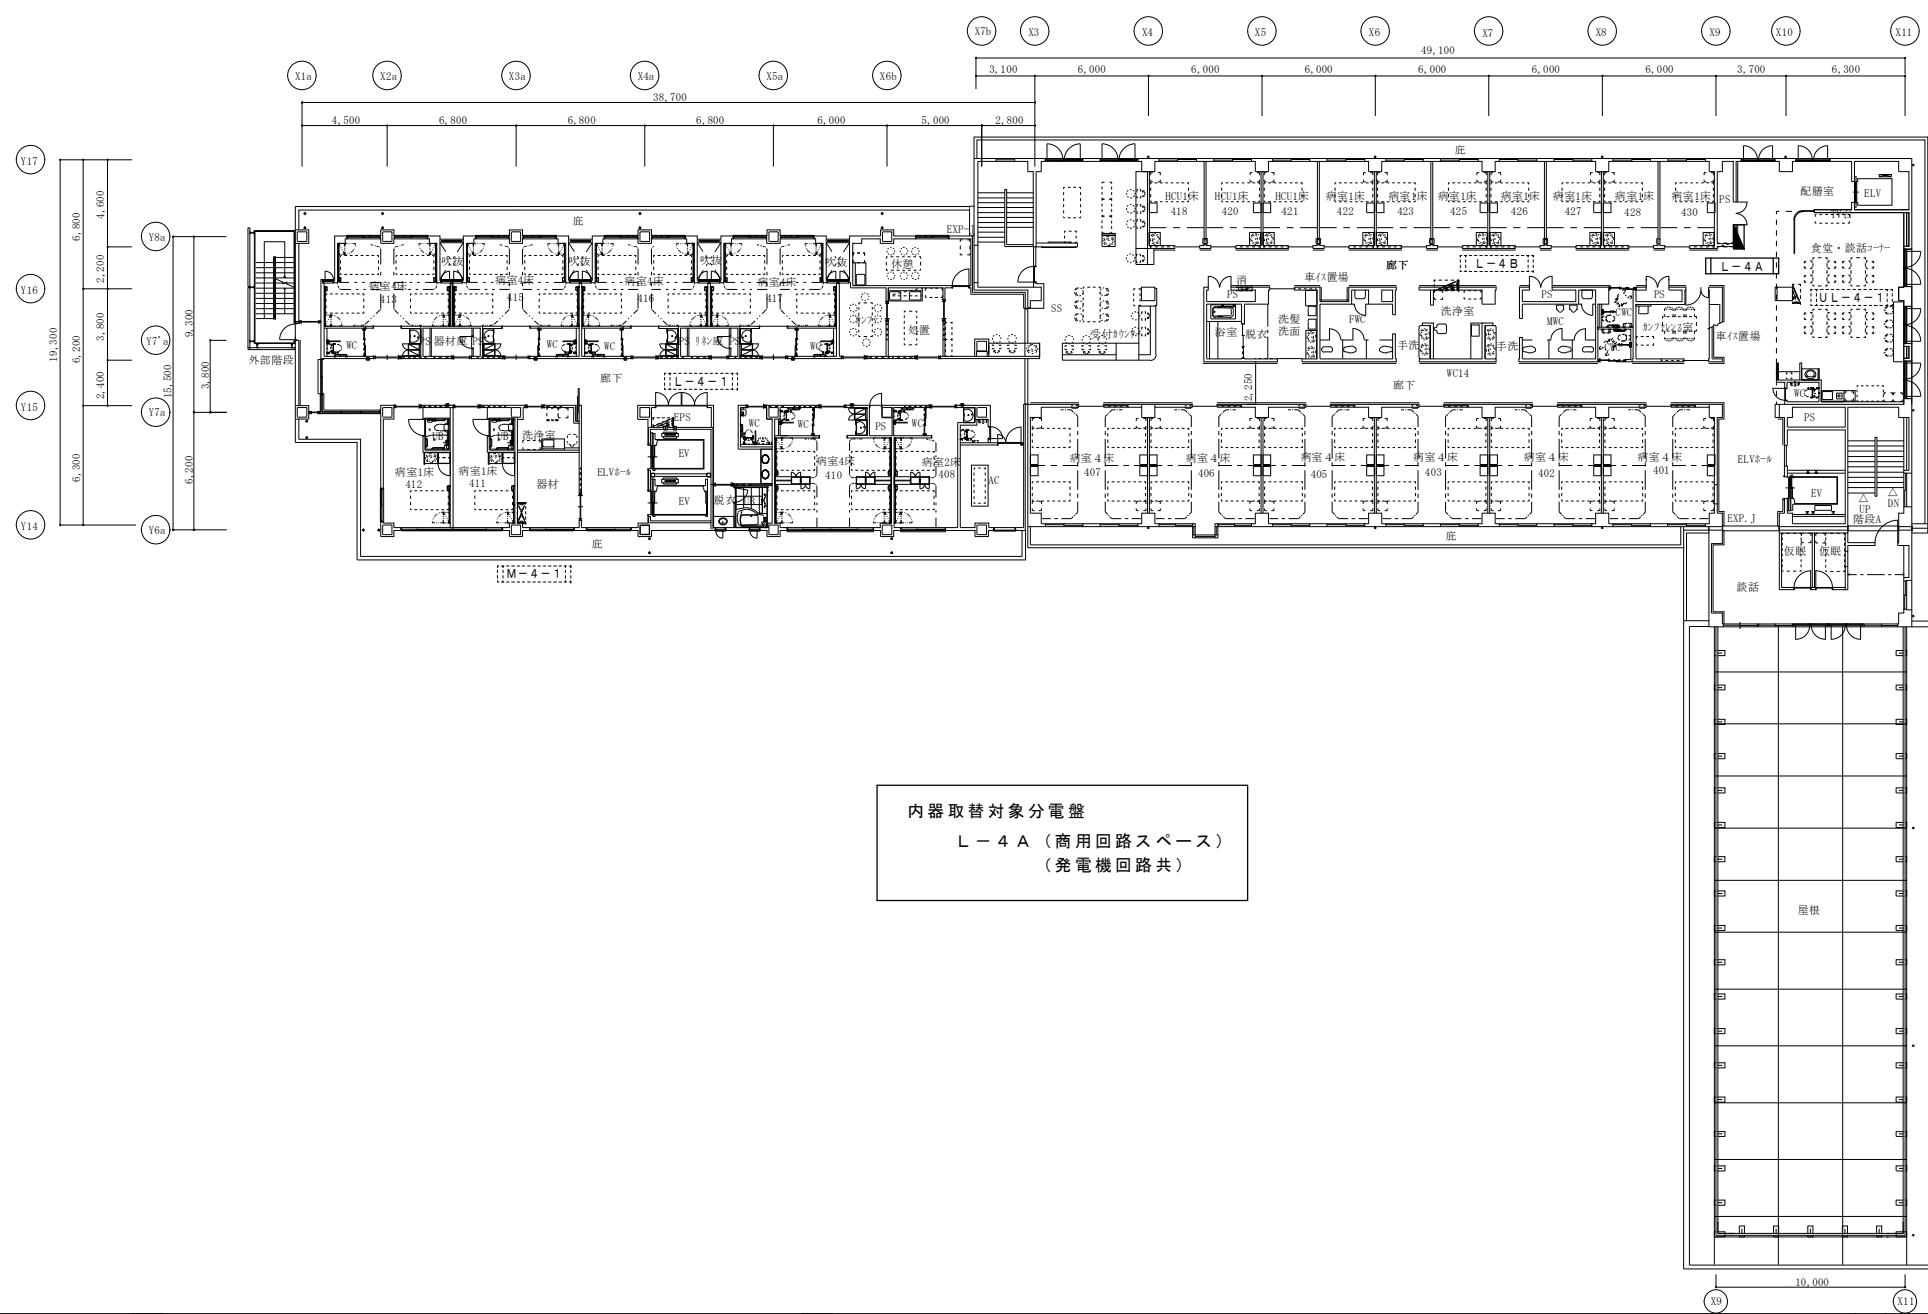 X7b X3 X4 X5 X6 X7 X8 X9 X10 X11
49,100
3,100 6,000 6,000 6,000 6,000 6,000 6,000 3,700 6,300
X1a X2a X3a X4a X5a X6b
38,700
4,500 6,800 6,800 6,800 6,000 5,000 2,800
Y17
Y16
Y15
Y14
Y8a
Y7'a
Y7a
Y6a
19,300
6,800 6,200 6,300
4,600 2,200 3,800 2,400
15,500
9,300 6,200
3,800
庇
庇
EXP-J
外部階段
病室4床
413
吹抜
病室4床
415
吹抜
病室4床
416
吹抜
病室4床
417
吹抜
休憩
処置
WC
PS
器材庫
PS
WC
WC
PS
リネン庫
PS
WC
廊下
L-4-1
EPS
EV
EV
ELVホール
UB
病室1床
412
UB
病室1床
411
洗浄室
器材
脱衣
WC
WC
病室4床
410
PS
WC
病室2床
408
AC
庇
M-4-1
SS
受付カウンター
HCU1床
418
HCU1床
420
HCU1床
421
病室1床
422
病室1床
423
病室1床
425
病室1床
426
病室1床
427
病室1床
428
病室1床
430
PS
配膳室
ELV
廊下
L-4B
L-4A
食堂・談話コーナー
UL-4-1
消
PS
車イス置場
浴室
脱衣
洗髪
洗面
FWC
手洗
洗浄室
手洗
PS
MWC
CWC
PS
カンファレンス室
車イス置場
WC14
廊下
2,250
WC
PS
病室４床
407
病室４床
406
病室４床
405
病室４床
403
病室４床
402
病室４床
401
ELVホール
EV
UP
DN
階段A
EXP.J
庇
仮眠
仮眠
談話
屋根
内器取替対象分電盤
Ｌ－４Ａ（商用回路スペース）
（発電機回路共）
10,000
X9 X11